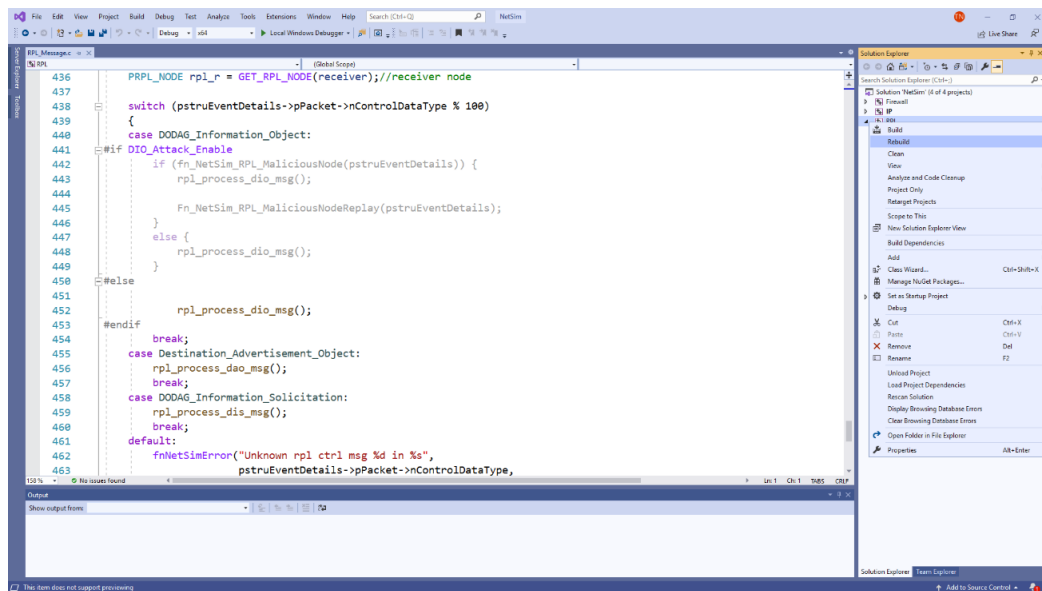 File Edit View Project Build Debug Test Analyze Tools Extensions Window Help Search (Ctrl+Q) NetSim TN
Debug x64 Local Windows Debugger Live Share
Server Explorer
Toolbox
RPL_Message.c
RPL (Global Scope)
436 PRPL_NODE rpl_r = GET_RPL_NODE(receiver);//receiver node
437
438 switch (pstruEventDetails->pPacket->nControlDataType % 100)
439 {
440 case DODAG_Information_Object:
441 #if DIO_Attack_Enable
442 if (fn_NetSim_RPL_MaliciousNode(pstruEventDetails)) {
443 rpl_process_dio_msg();
444
445 Fn_NetSim_RPL_MaliciousNodeReplay(pstruEventDetails);
446 }
447 else {
448 rpl_process_dio_msg();
449 }
450 #else
451
452 rpl_process_dio_msg();
453 #endif
454 break;
455 case Destination_Advertisement_Object:
456 rpl_process_dao_msg();
457 break;
458 case DODAG_Information_Solicitation:
459 rpl_process_dis_msg();
460 break;
461 default:
462 fnNetSimError("Unknown rpl ctrl msg %d in %s",
463 pstruEventDetails->pPacket->nControlDataType,
158 % No issues found Ln: 1 Ch: 1 TABS CRLF
Output
Show output from:
Solution Explorer
Search Solution Explorer (Ctrl+;)
Solution 'NetSim' (4 of 4 projects)
Firewall
IP
RPL
Build
Rebuild
Clean
View
Analyze and Code Cleanup
Project Only
Retarget Projects
Scope to This
New Solution Explorer View
Build Dependencies
Add
Class Wizard... Ctrl+Shift+X
Manage NuGet Packages...
Set as Startup Project
Debug
Cut Ctrl+X
Paste Ctrl+V
Remove Del
Rename F2
Unload Project
Load Project Dependencies
Rescan Solution
Display Browsing Database Errors
Clear Browsing Database Errors
Open Folder in File Explorer
Properties Alt+Enter
Solution Explorer Team Explorer
This item does not support previewing Add to Source Control